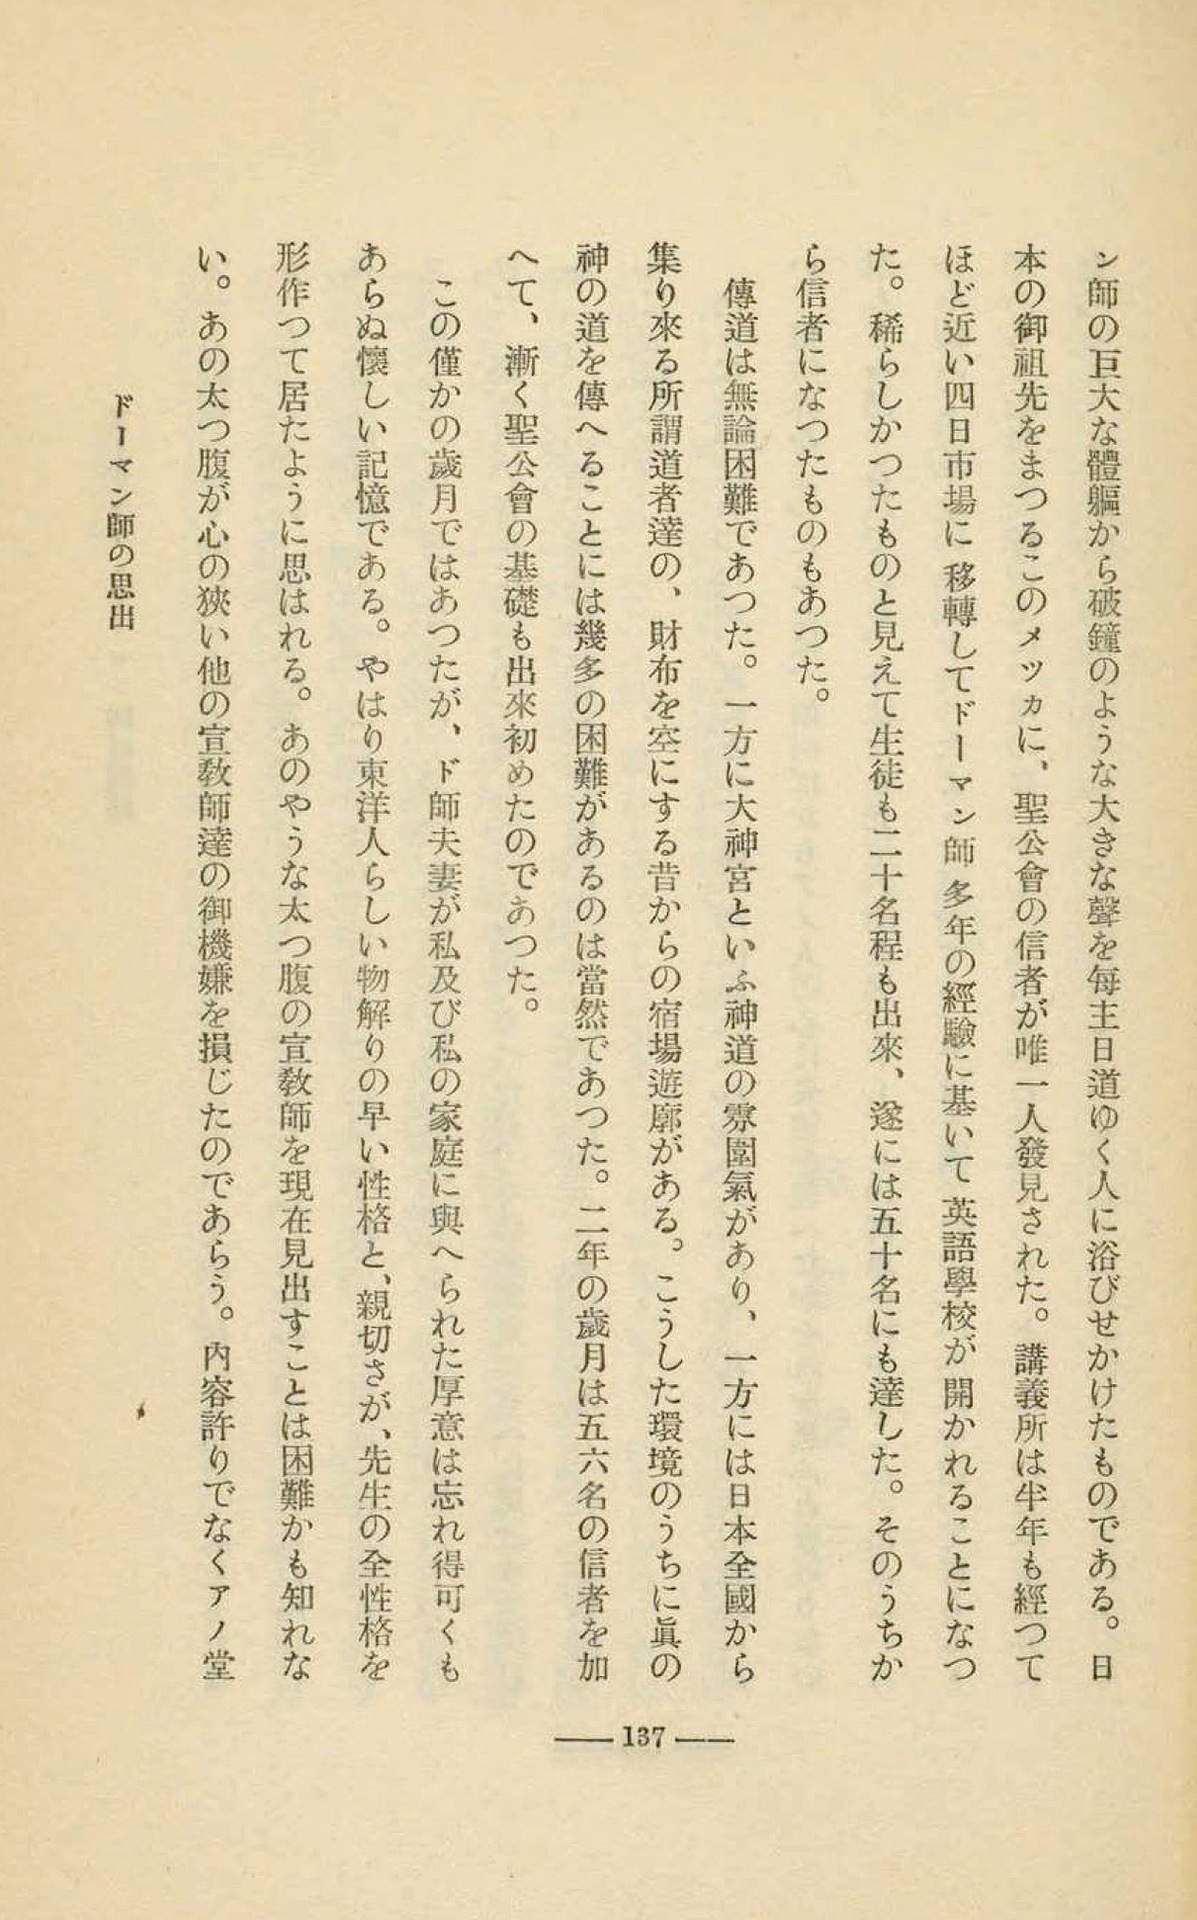 ン師の巨大な體軀から破鐘のような大きな聲を每主日道ゆく人に浴びせかけたものである。日
本の御祖先をまつるこのメッカに、聖公會の信者が唯一人發見された。講義所は半年も經つて
ほど近い四日市場に移轉してドーマン師多年の經驗に基いて英語學校が開かれることになつ
た。稀らしかつたものと見えて生徒も二十名程も出來、遂には五十名にも達した。そのうちか
ら信者になつたものもあつた。
傳道は無論困難であつた。一方に大神宮といふ神道の雰圍氣があり、一方には日本全國から
集り來る所謂道者達の、財布を空にする昔からの宿場遊廓がある。こうした環境のうちに眞の
神の道を傳へることには幾多の困難があるのは當然であつた。二年の歲月は五六名の信者を加
へて、漸く聖公會の基礎も出來初めたのであつた。
この僅かの歲月ではあつたが、ド師夫妻が私及び私の家庭に與へられた厚意は忘れ得可くも
あらぬ懷しい記憶である。やはり東洋人らしい物解りの早い性格と、親切さが、先生の全性格を
形作つて居たように思はれる。あのやうな太つ腹の宣敎師を現在見出すことは困難かも知れな
い。あの太つ腹が心の狹い他の宣敎師達の御機嫌を損じたのであらう。內容許りでなくアノ堂
ドーマン師の思出
137